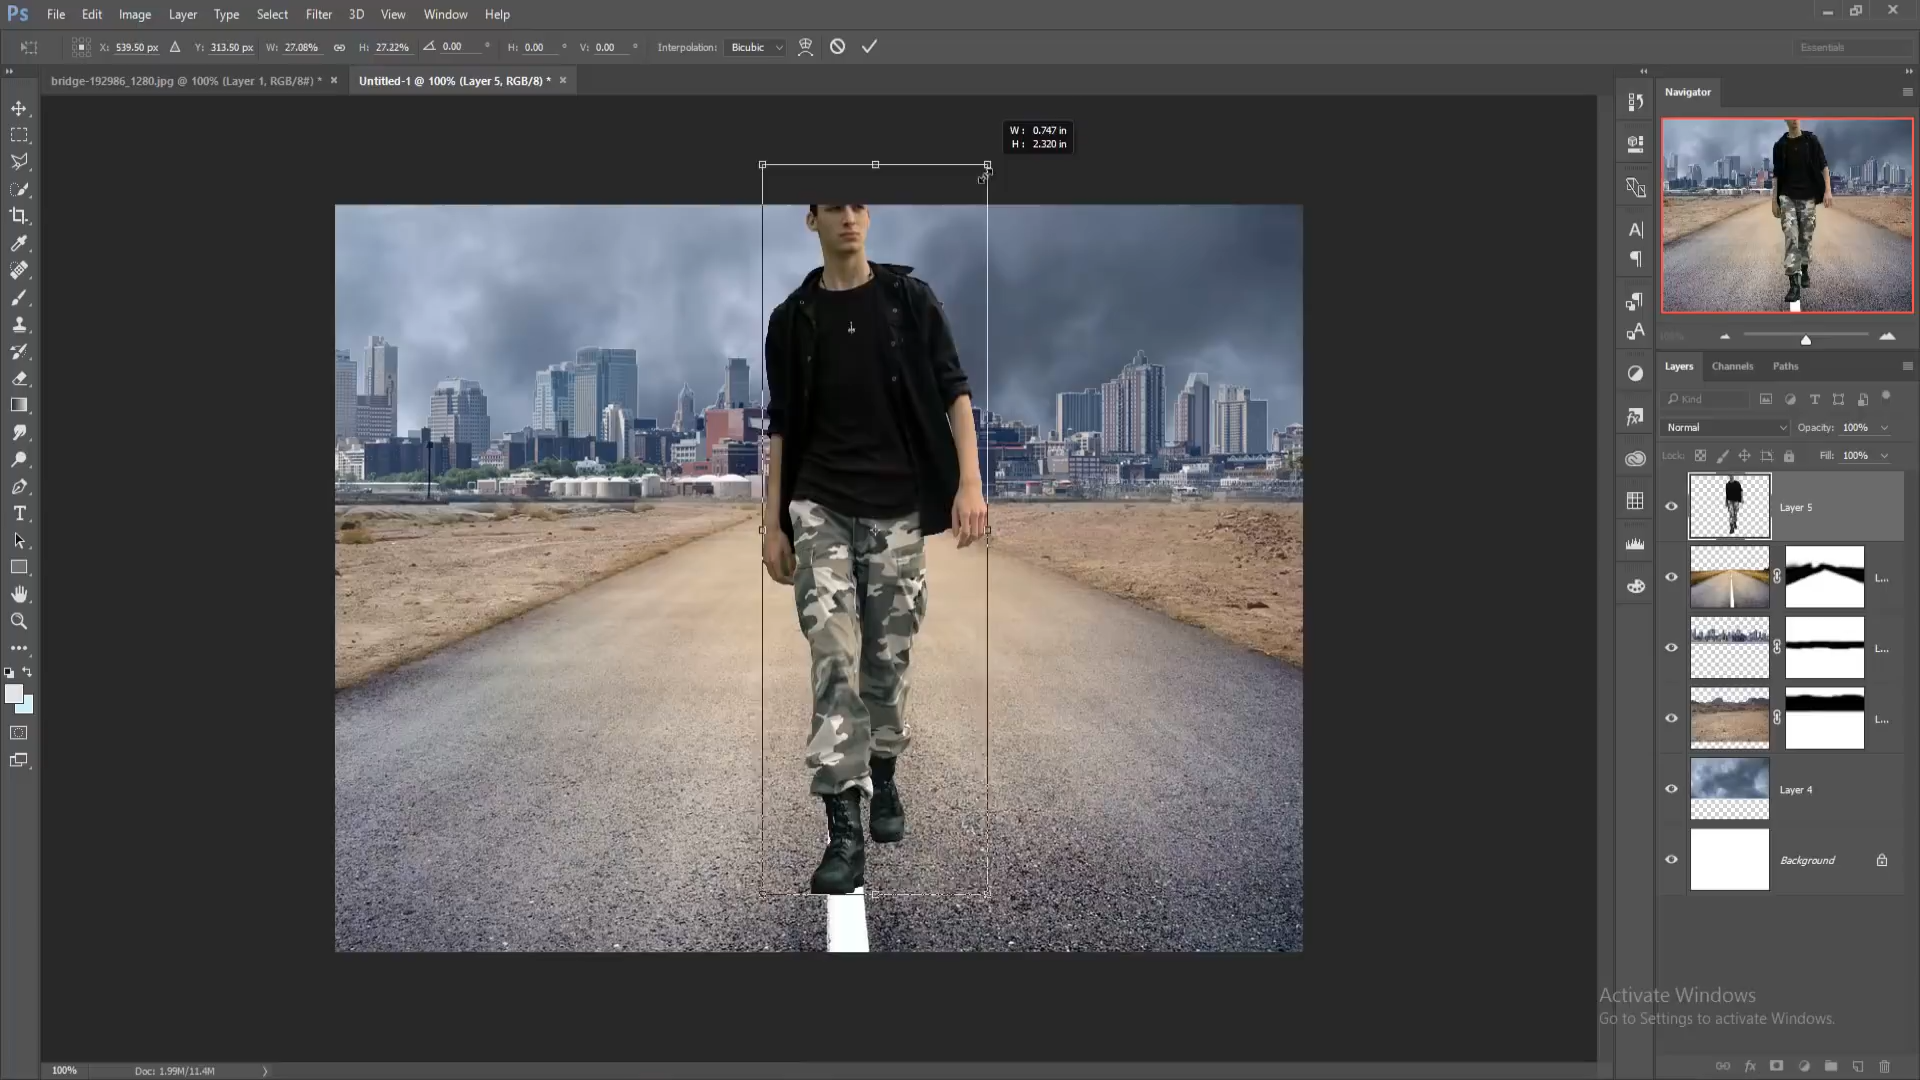 Ps File Edit Image Layer Type Select Filter 3D View Window Help
X: 539.50 px Y: 313.50 px W: 27.08% H: 27.22% 0.00 ° H: 0.00 ° V: 0.00 ° Interpolation: Bicubic Essentials
bridge-192986_1280.jpg @ 100% (Layer 1, RGB/8#) * Untitled-1 @ 100% (Layer 5, RGB/8) *
Navigator
W : 0.747 in
H : 2.320 in
100%
Layers Channels Paths
Kind
Normal Opacity: 100%
Lock: Fill: 100%
Layer 5
L...
L...
L...
Layer 4
Background
Activate Windows
Go to Settings to activate Windows.
100% Doc: 1.99M/11.4M